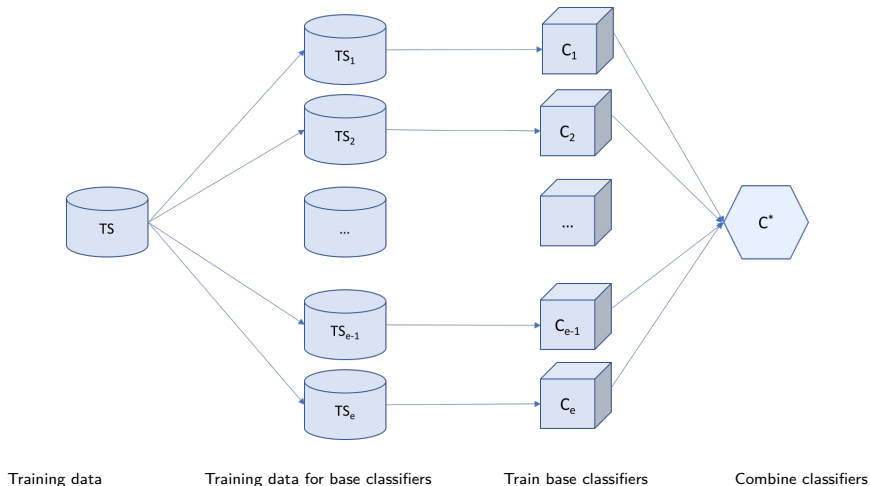 TS₁
C₁
TS₂
C₂
TS
...
...
C*
TSₑ₋₁
Cₑ₋₁
TSₑ
Cₑ
Training data
Training data for base classifiers
Train base classifiers
Combine classifiers